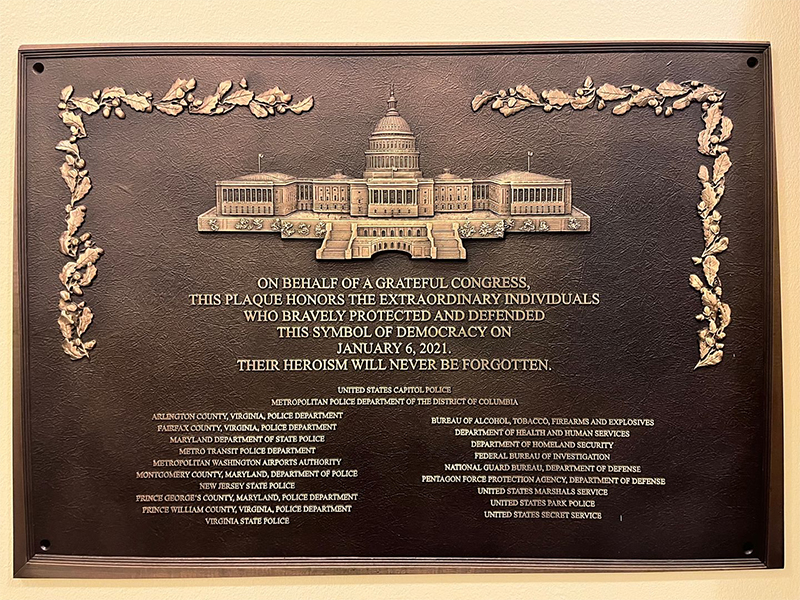 ON BEHALF OF A GRATEFUL CONGRESS,
THIS PLAQUE HONORS THE EXTRAORDINARY INDIVIDUALS
WHO BRAVELY PROTECTED AND DEFENDED
THIS SYMBOL OF DEMOCRACY ON
JANUARY 6, 2021.
THEIR HEROISM WILL NEVER BE FORGOTTEN.
UNITED STATES CAPITOL POLICE
METROPOLITAN POLICE DEPARTMENT OF THE DISTRICT OF COLUMBIA
ARLINGTON COUNTY, VIRGINIA, POLICE DEPARTMENT
FAIRFAX COUNTY, VIRGINIA, POLICE DEPARTMENT
MARYLAND DEPARTMENT OF STATE POLICE
METRO TRANSIT POLICE DEPARTMENT
METROPOLITAN WASHINGTON AIRPORTS AUTHORITY
MONTGOMERY COUNTY, MARYLAND, DEPARTMENT OF POLICE
NEW JERSEY STATE POLICE
PRINCE GEORGE'S COUNTY, MARYLAND, POLICE DEPARTMENT
PRINCE WILLIAM COUNTY, VIRGINIA, POLICE DEPARTMENT
VIRGINIA STATE POLICE
BUREAU OF ALCOHOL, TOBACCO, FIREARMS AND EXPLOSIVES
DEPARTMENT OF HEALTH AND HUMAN SERVICES
DEPARTMENT OF HOMELAND SECURITY
FEDERAL BUREAU OF INVESTIGATION
NATIONAL GUARD BUREAU, DEPARTMENT OF DEFENSE
PENTAGON FORCE PROTECTION AGENCY, DEPARTMENT OF DEFENSE
UNITED STATES MARSHALS SERVICE
UNITED STATES PARK POLICE
UNITED STATES SECRET SERVICE